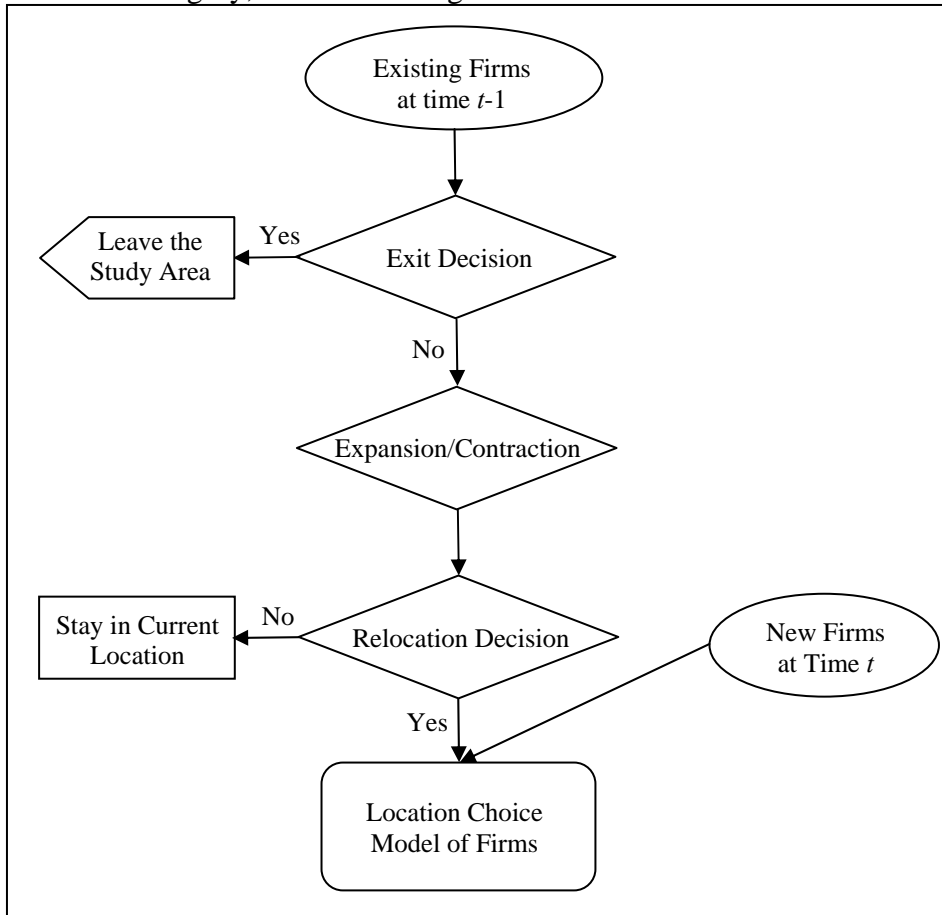 Existing Firms
at time t-1
Yes
Leave the
Study Area
Exit Decision
No
Expansion/Contraction
No
Stay in Current
Location
Relocation Decision
New Firms
at Time t
Yes
Location Choice
Model of Firms